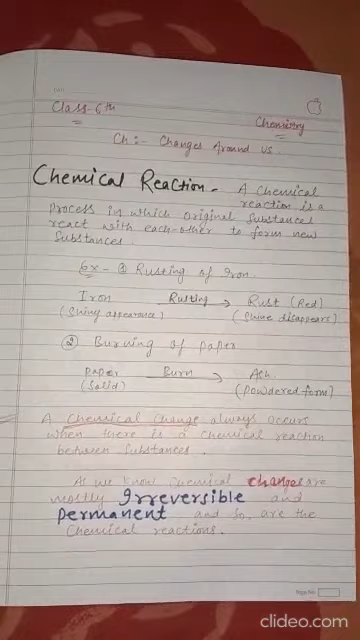 Class-6th
Chemistry
Ch :- Changes Around us.
Chemical Reaction - A Chemical
reaction is a
process in which original substances
react with each-other to form new
substances.
Ex - ① Rusting of Iron.
Iron Rusting → Rust (Red)
(Shiny appearance) (Shine disappears)
② Burning of paper
Paper Burn → Ash.
(Solid) (Powdered form)
A Chemical Change always occurs
when there is a chemical reaction
between substances.
As we know chemical changes are
mostly Irreversible and
permanent and so are the
Chemical reactions.
Page No.
clideo.com